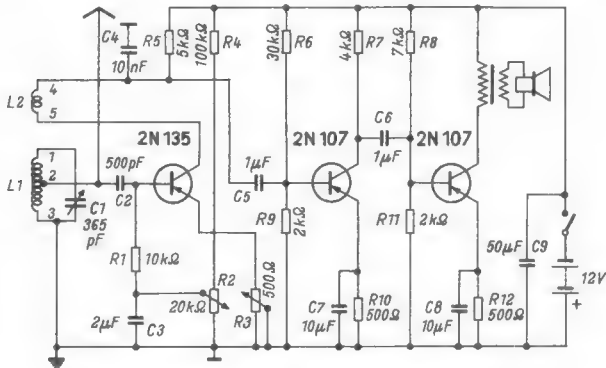 C4
10 nF
R5
5kΩ
R4
100kΩ
R6
30kΩ
R7
4kΩ
R8
7kΩ
L2
4
5
2N 135
2N 107
2N 107
C6
1µF
L1
1
2
3
500pF
C2
C1
365
pF
1µF
C5
R9
2kΩ
R11
2kΩ
R1
10kΩ
R2
20kΩ
R3
500Ω
2µF
C3
C7
10µF
R10
500Ω
C8
10µF
R12
500Ω
50µF
C9
12V
+